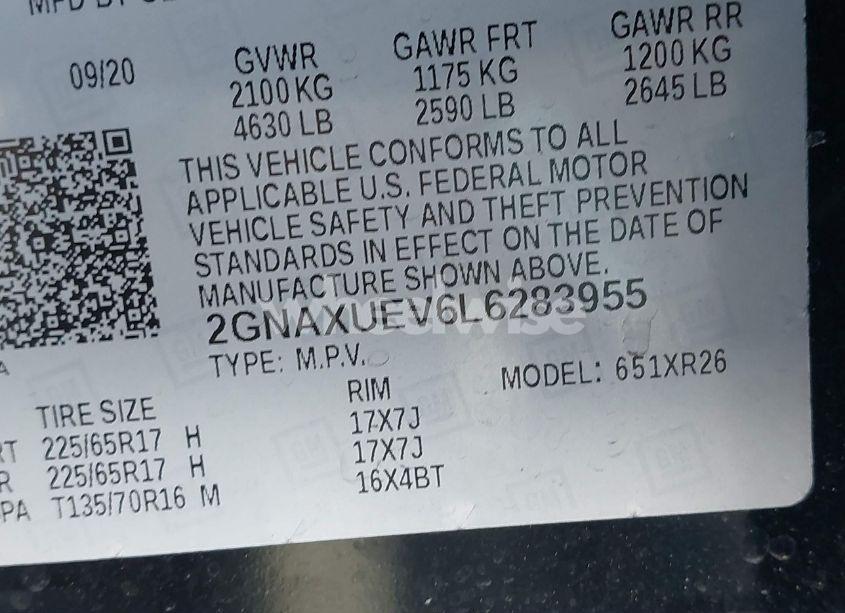 09/20
GVWR
2100 KG
4630 LB
GAWR FRT
1175 KG
2590 LB
GAWR RR
1200 KG
2645 LB
THIS VEHICLE CONFORMS TO ALL
APPLICABLE U.S. FEDERAL MOTOR
VEHICLE SAFETY AND THEFT PREVENTION
STANDARDS IN EFFECT ON THE DATE OF
MANUFACTURE SHOWN ABOVE.
2GNAXUEV6L6283955
TYPE: M.P.V.
MODEL: 651XR26
TIRE SIZE RIM
RT 225/65R17 H 17X7J
R 225/65R17 H 17X7J
PA T135/70R16 M 16X4BT